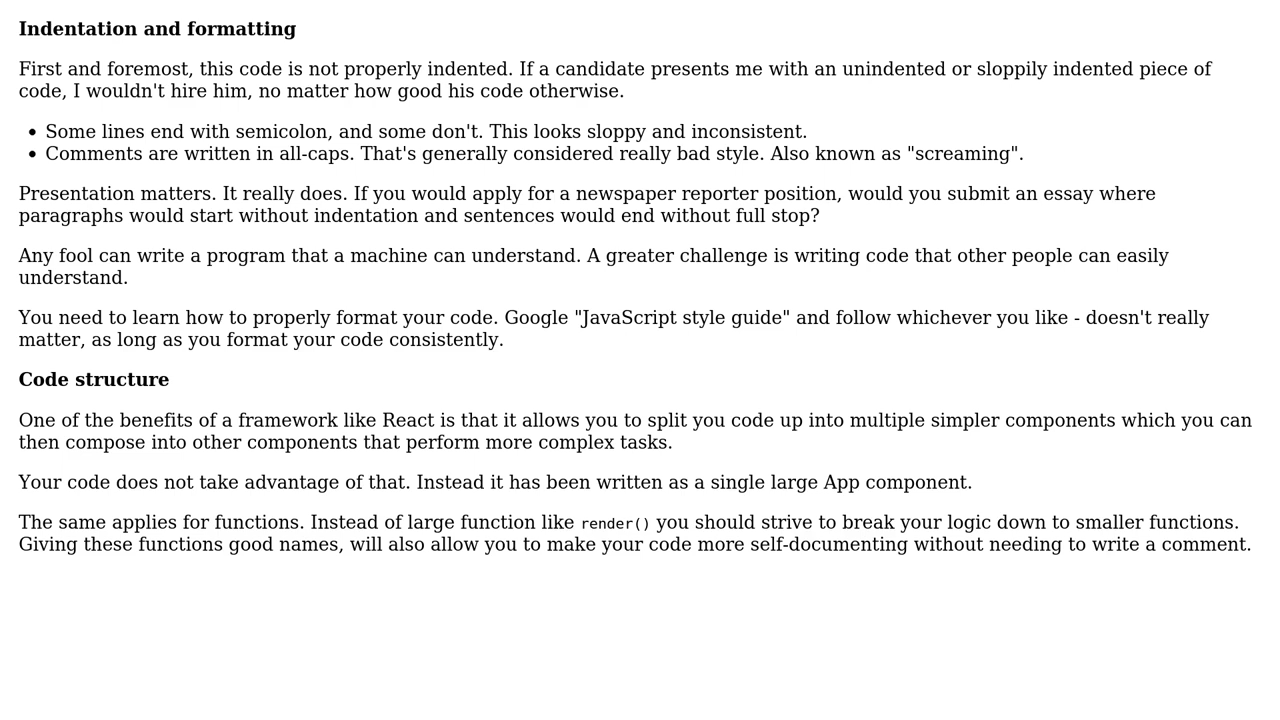 Indentation and formatting
First and foremost, this code is not properly indented. If a candidate presents me with an unindented or sloppily indented piece of
code, I wouldn't hire him, no matter how good his code otherwise.
• Some lines end with semicolon, and some don't. This looks sloppy and inconsistent.
• Comments are written in all-caps. That's generally considered really bad style. Also known as "screaming".
Presentation matters. It really does. If you would apply for a newspaper reporter position, would you submit an essay where
paragraphs would start without indentation and sentences would end without full stop?
Any fool can write a program that a machine can understand. A greater challenge is writing code that other people can easily
understand.
You need to learn how to properly format your code. Google "JavaScript style guide" and follow whichever you like - doesn't really
matter, as long as you format your code consistently.
Code structure
One of the benefits of a framework like React is that it allows you to split you code up into multiple simpler components which you can
then compose into other components that perform more complex tasks.
Your code does not take advantage of that. Instead it has been written as a single large App component.
The same applies for functions. Instead of large function like render() you should strive to break your logic down to smaller functions.
Giving these functions good names, will also allow you to make your code more self-documenting without needing to write a comment.